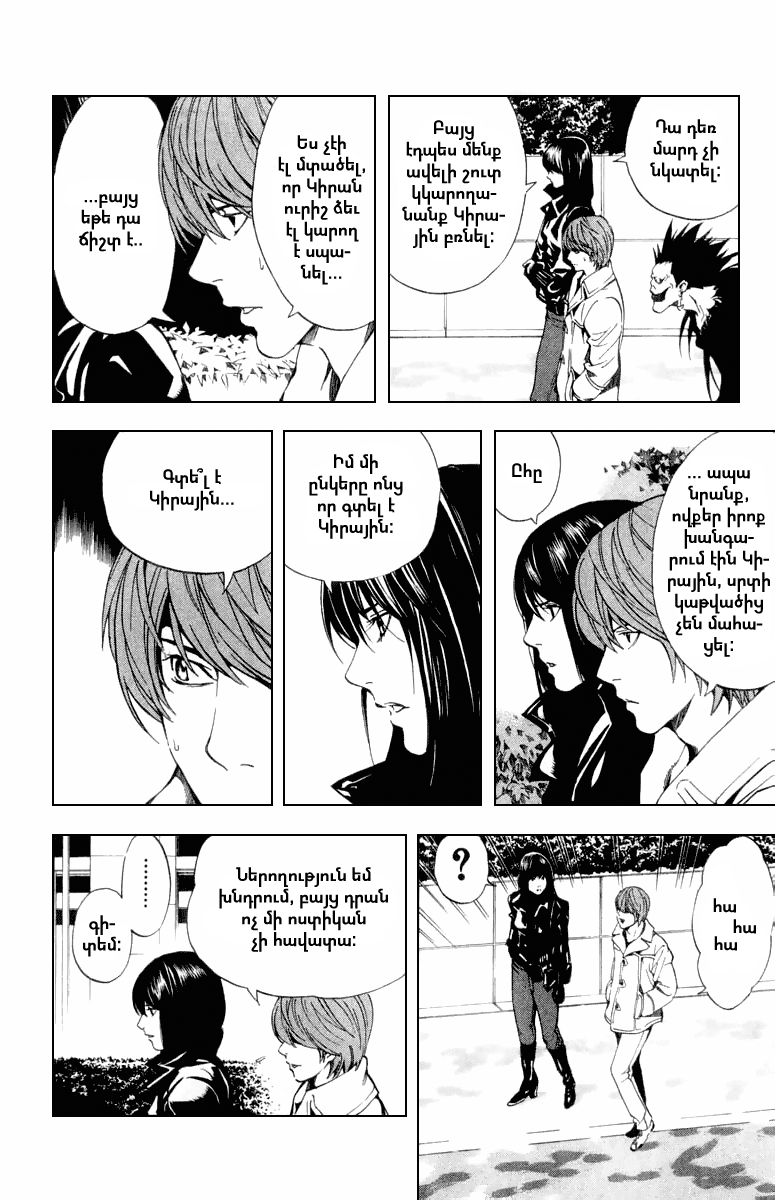 Դա դեռ
մարդ չի
նկատել:
Բայց
էդպես մենք
ավելի շուտ
կկարողա-
նանք Կիրա-
յին բռնել:
Ես չէի
էլ մտածել,
որ Կիրան
ուրիշ ձեւ
էլ կարող
է սպա-
նել...
...բայց
եթե դա
ճիշտ է..
... ապա
նրանք,
ովքեր իրոք
խանգա-
րում էին Կի-
րային, սրտի
կաթվածից
չեն մահա-
ցել:
Ըհը
Իմ մի
ընկերը ոնց
որ գտել է
Կիրային:
Գտե՞լ է
Կիրային...
հա
հա
հա
?
Ներողություն եմ
խնդրում, բայց դրան
ոչ մի ոստիկան
չի հավատա:
......
գի-
տեմ: